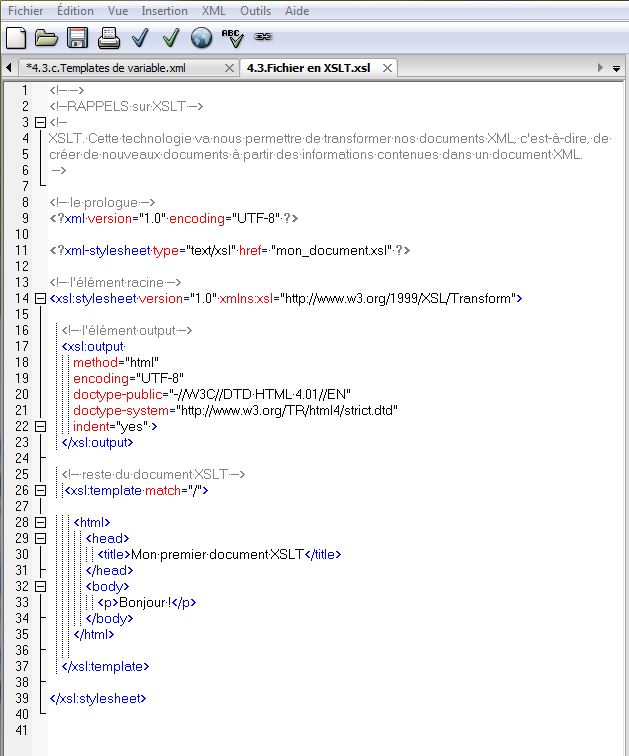 Fichier Édition Vue Insertion XML Outils Aide
ABC
*4.3.c.Templates de variable.xml 4.3.Fichier en XSLT.xsl
1 <!-- -->
2 <!--RAPPELS sur XSLT -->
3 <!--
4 XSLT. Cette technologie va nous permettre de transformer nos documents XML, c'est-à-dire, de
5 créer de nouveaux documents à partir des informations contenues dans un document XML.
6 -->
7
8 <!-- le prologue -->
9 <?xml version="1.0" encoding="UTF-8" ?>
10
11 <?xml-stylesheet type="text/xsl" href= "mon_document.xsl" ?>
12
13 <!-- l'élément racine -->
14 <xsl:stylesheet version="1.0" xmlns:xsl="http://www.w3.org/1999/XSL/Transform">
15
16 <!-- l'élément output -->
17 <xsl:output
18 method="html"
19 encoding="UTF-8"
20 doctype-public="-//W3C//DTD HTML 4.01//EN"
21 doctype-system="http://www.w3.org/TR/html4/strict.dtd"
22 indent="yes" >
23 </xsl:output>
24
25 <!-- reste du document XSLT -->
26 <xsl:template match="/">
27
28 <html>
29 <head>
30 <title>Mon premier document XSLT</title>
31 </head>
32 <body>
33 <p>Bonjour !</p>
34 </body>
35 </html>
36
37 </xsl:template>
38
39 </xsl:stylesheet>
40
41